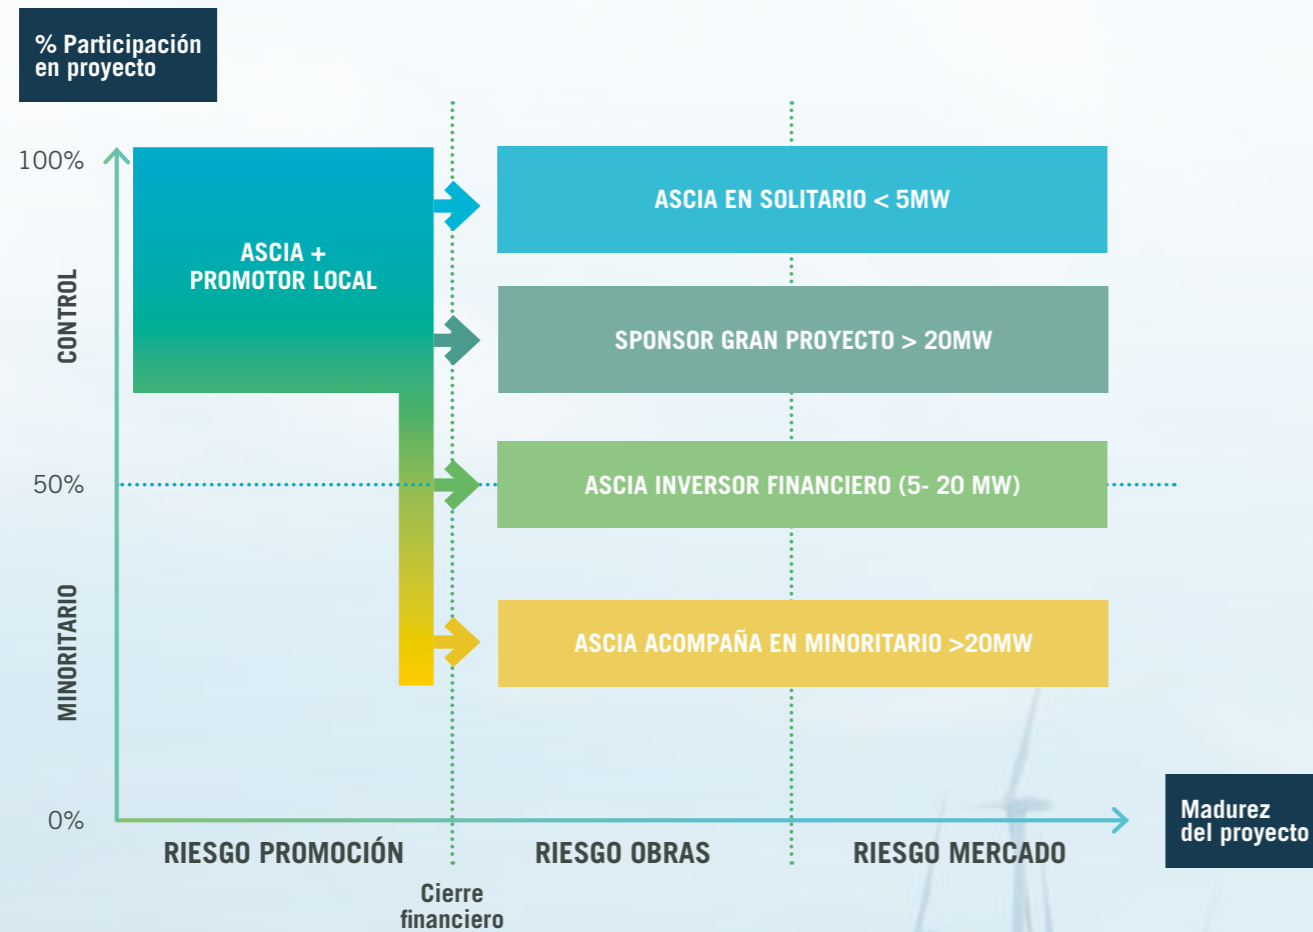 % Participación
en proyecto
100%
CONTROL
50%
MINORITARIO
0%
ASCIA +
PROMOTOR LOCAL
ASCIA EN SOLITARIO < 5MW
SPONSOR GRAN PROYECTO > 20MW
ASCIA INVERSOR FINANCIERO (5- 20 MW)
ASCIA ACOMPAÑA EN MINORITARIO >20MW
RIESGO PROMOCIÓN
RIESGO OBRAS
RIESGO MERCADO
Cierre
financiero
Madurez
del proyecto